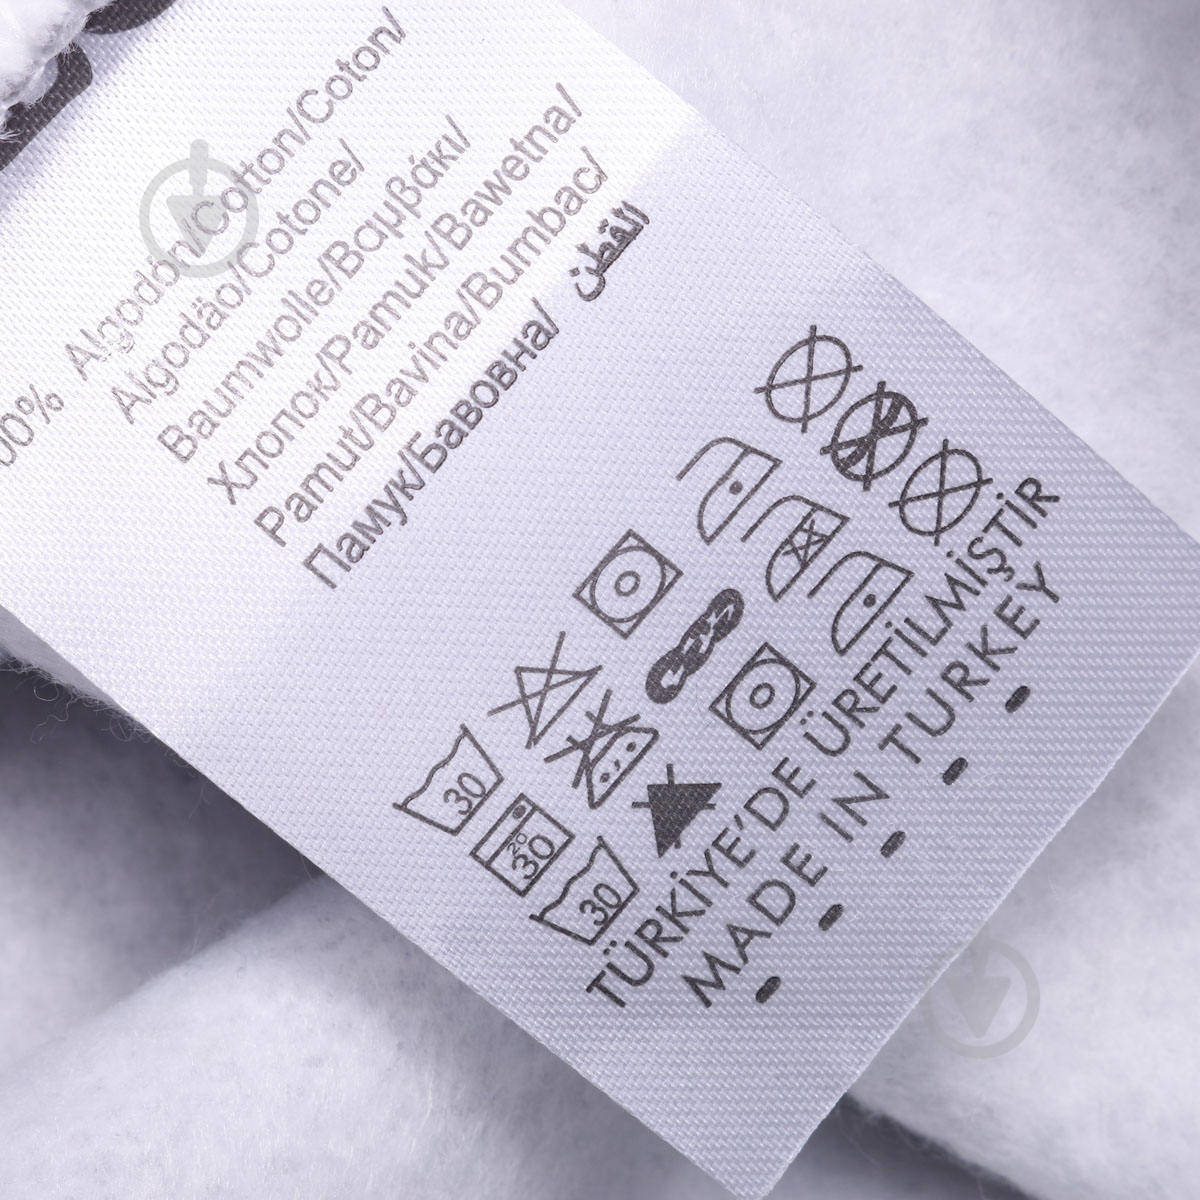 00% Algodón/Cotton/Coton/
Algodão/Cotone/
Baumwolle/Βαμβάκι/
Хлопок/Pamuk/Bawetna/
Pamut/Bavina/Bumbac/
Памук/Бавовна/ القطن
30
20
30
30
TÜRKİYE'DE ÜRETİLMİŞTİR
MADE IN TURKEY